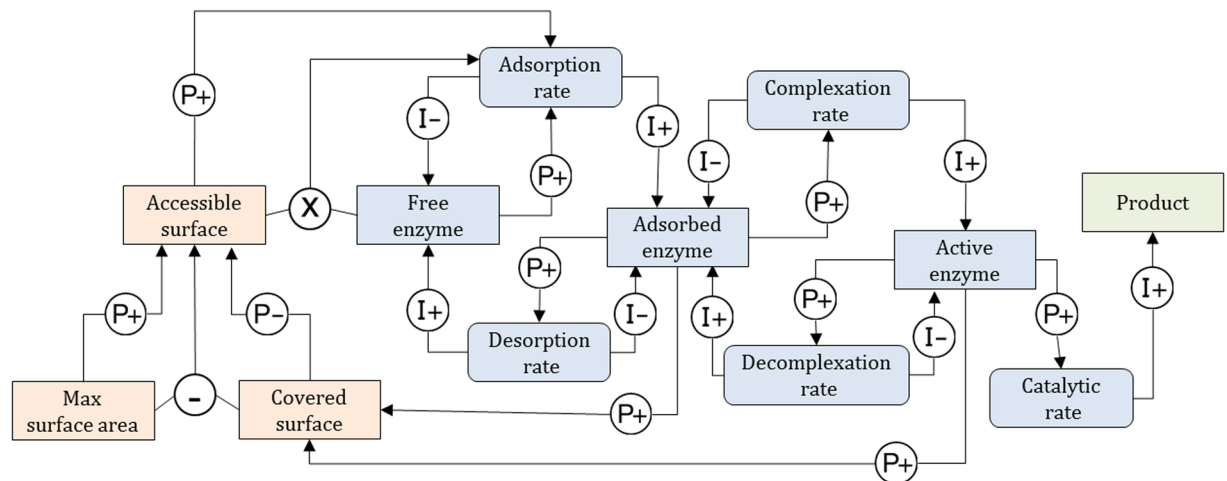 P+
Adsorption
rate
Complexation
rate
I-
I+
I-
I+
P+
P+
Accessible
surface
X
Free
enzyme
Adsorbed
enzyme
Product
Active
enzyme
P+
P+
P-
I+
P+
I-
I+
P+
I-
P+
I+
Desorption
rate
Decomplexation
rate
Max
surface area
-
Covered
surface
P+
Catalytic
rate
P+